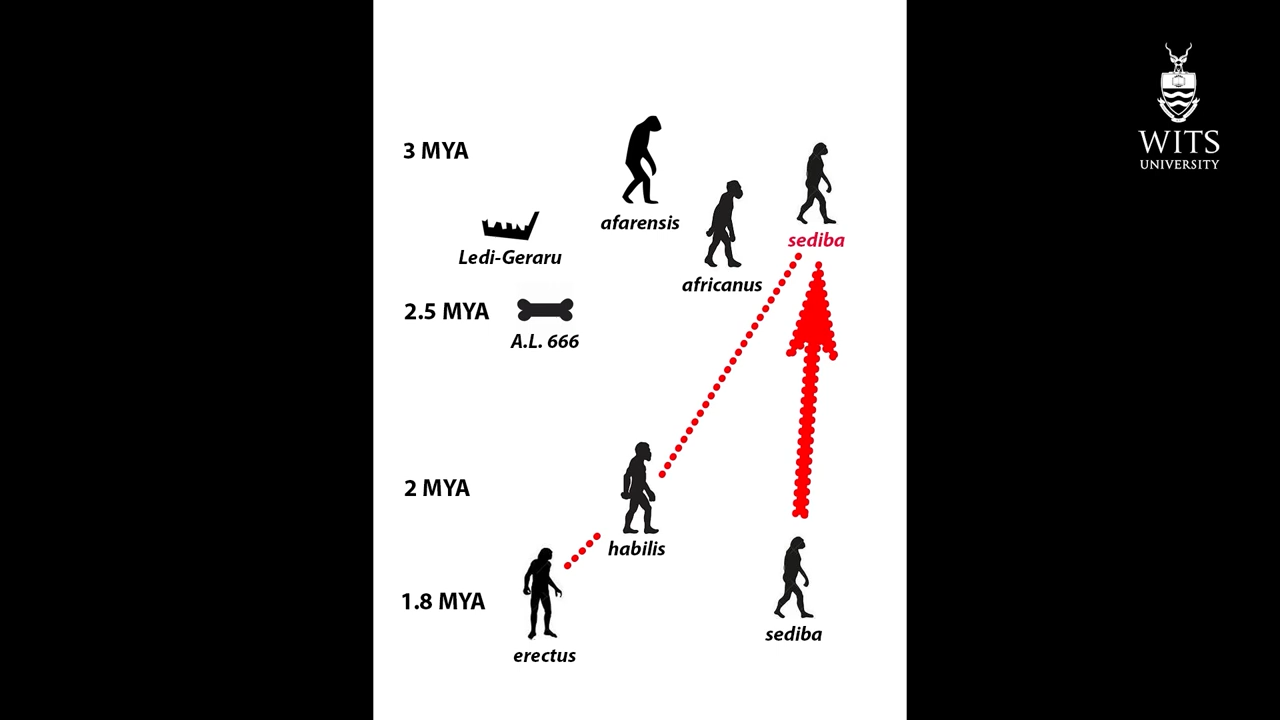 WITS
UNIVERSITY
3 MYA
afarensis
sediba
Ledi-Geraru
africanus
2.5 MYA
A.L. 666
2 MYA
habilis
1.8 MYA
sediba
erectus